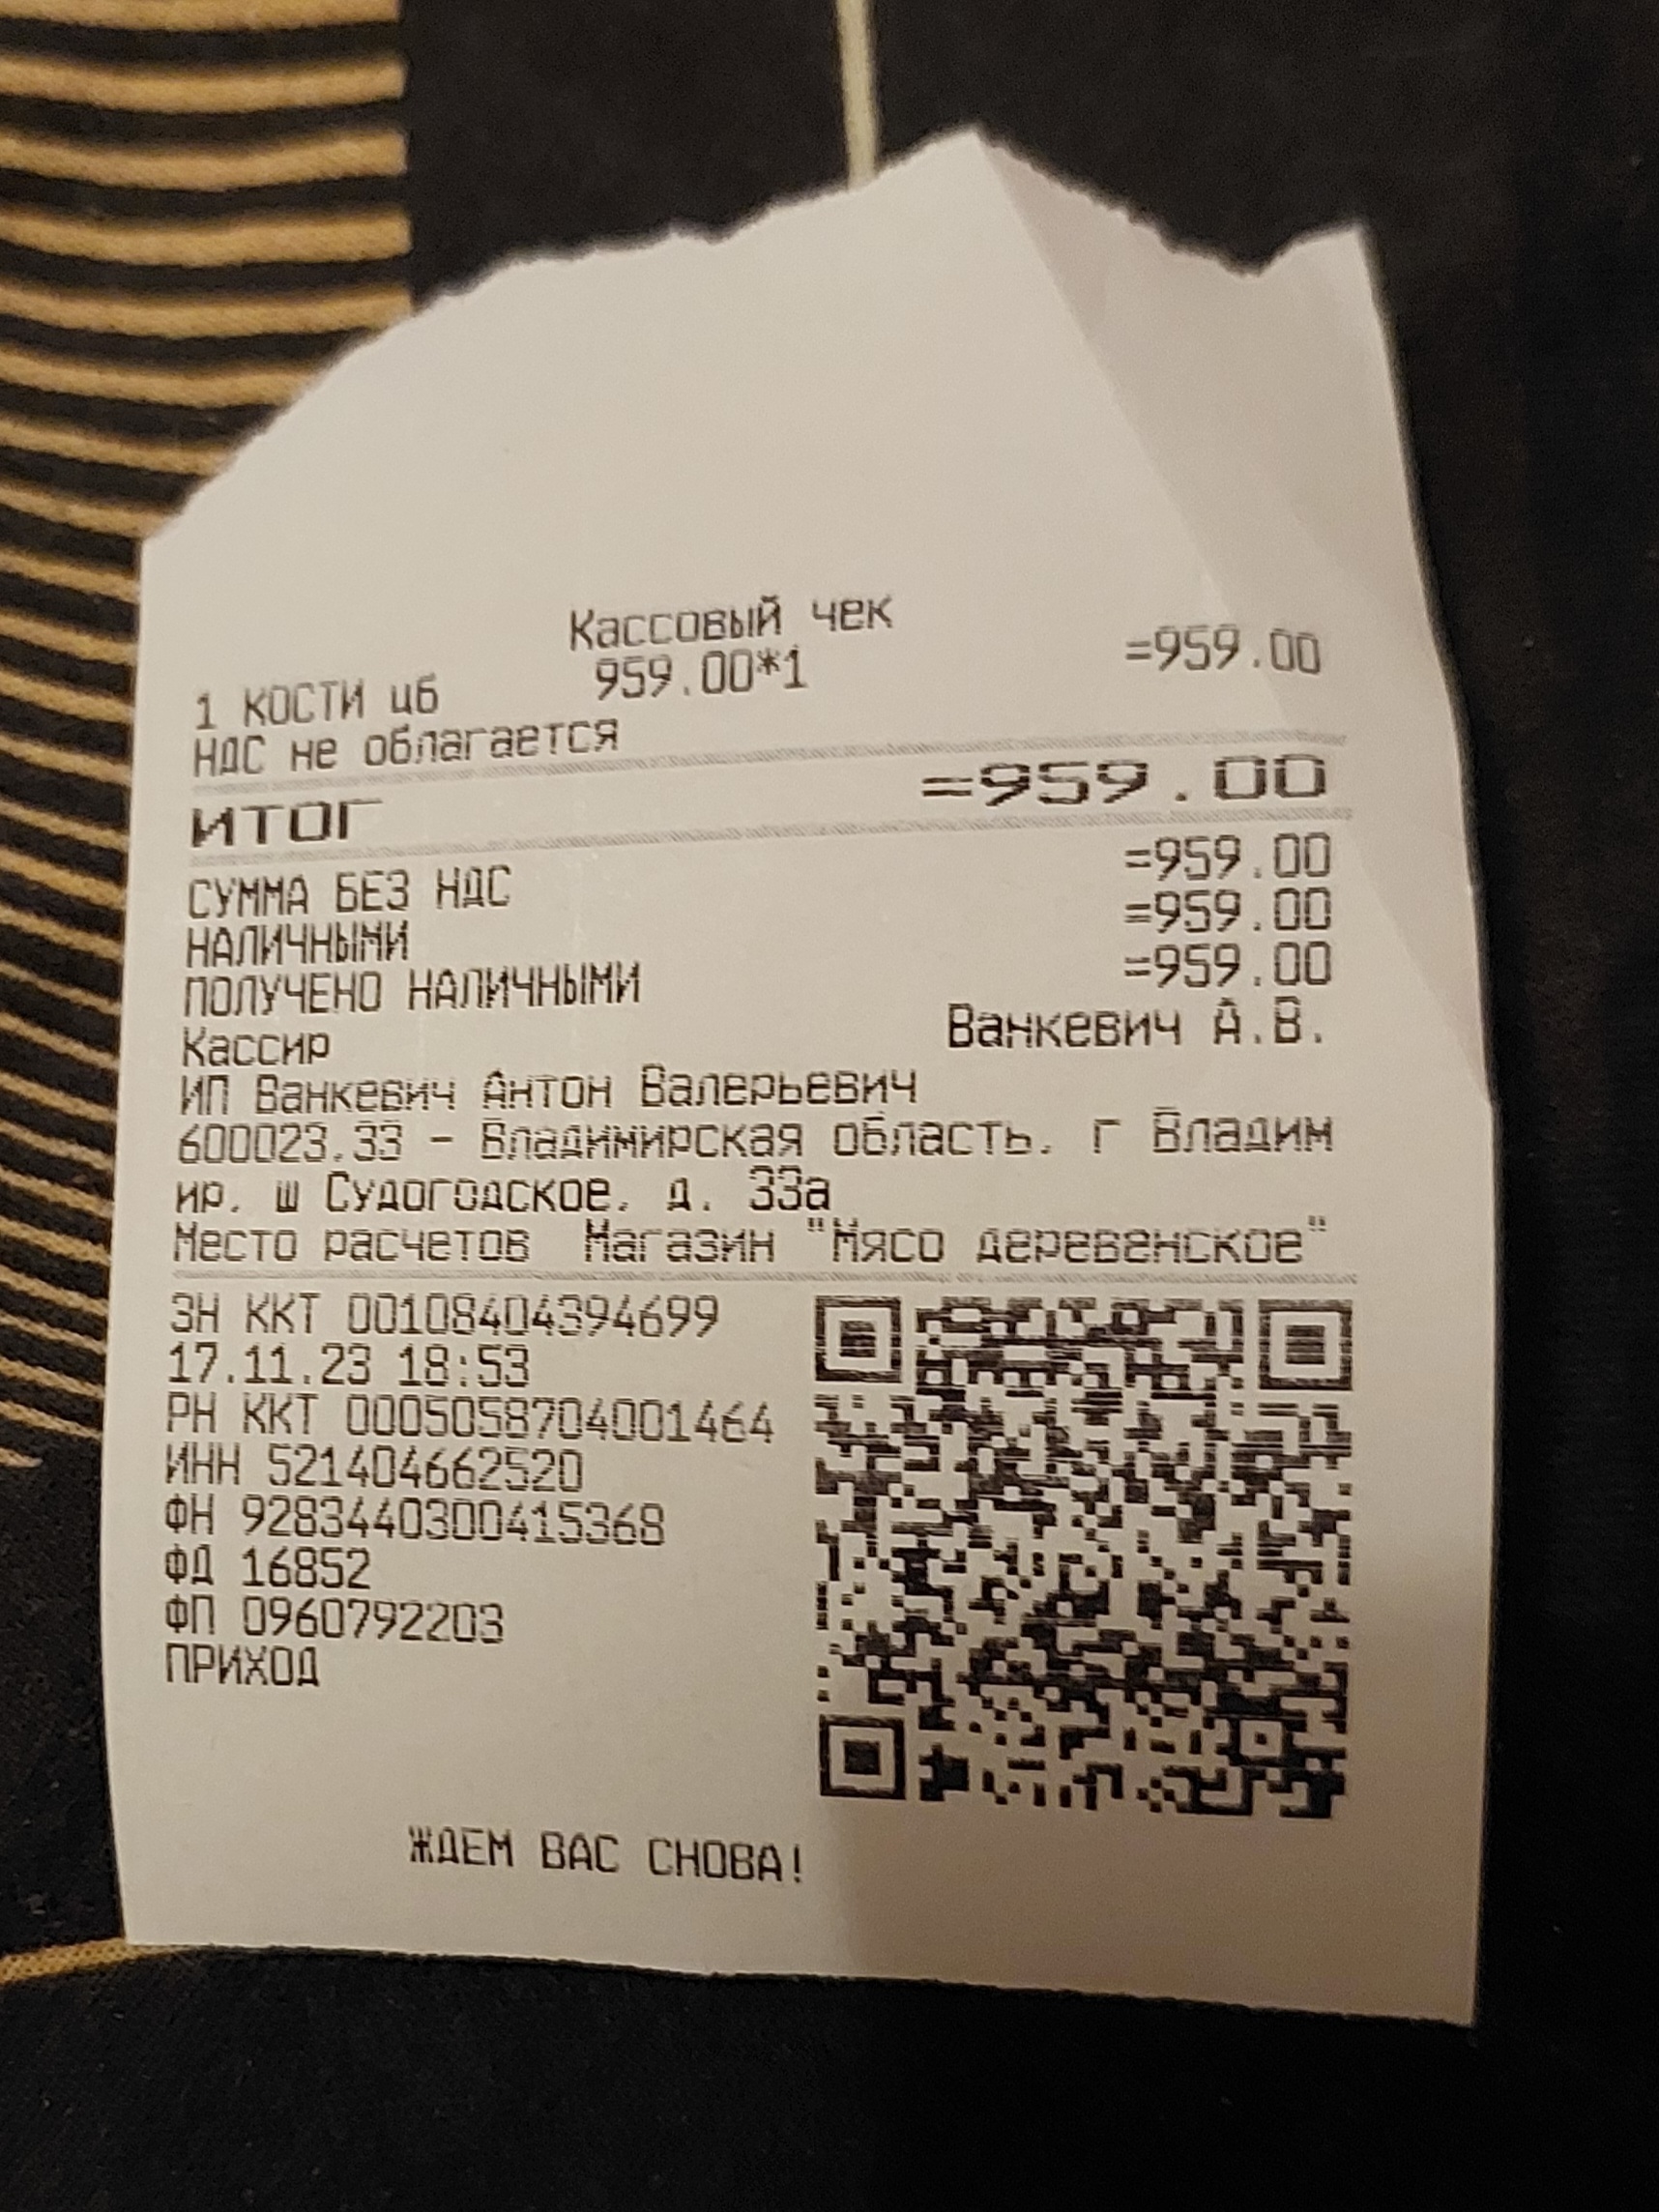 Кассовый чек
1 КОСТИ цб 959.00*1 =959.00
НДС не облагается
ИТОГ =959.00
СУММА БЕЗ НДС =959.00
НАЛИЧНЫМИ =959.00
ПОЛУЧЕНО НАЛИЧНЫМИ =959.00
Кассир Ванкевич А.В.
ИП Ванкевич Антон Валерьевич
600023,33 - Владимирская область, г Владим
ир, ш Судогодское, д. 33а
Место расчетов Магазин "Мясо деревенское"
ЗН ККТ 00108404394699
17.11.23 18:53
РН ККТ 0005058704001464
ИНН 521404662520
ФН 9283440300415368
ФД 16852
ФП 0960792203
ПРИХОД
ЖДЕМ ВАС СНОВА!